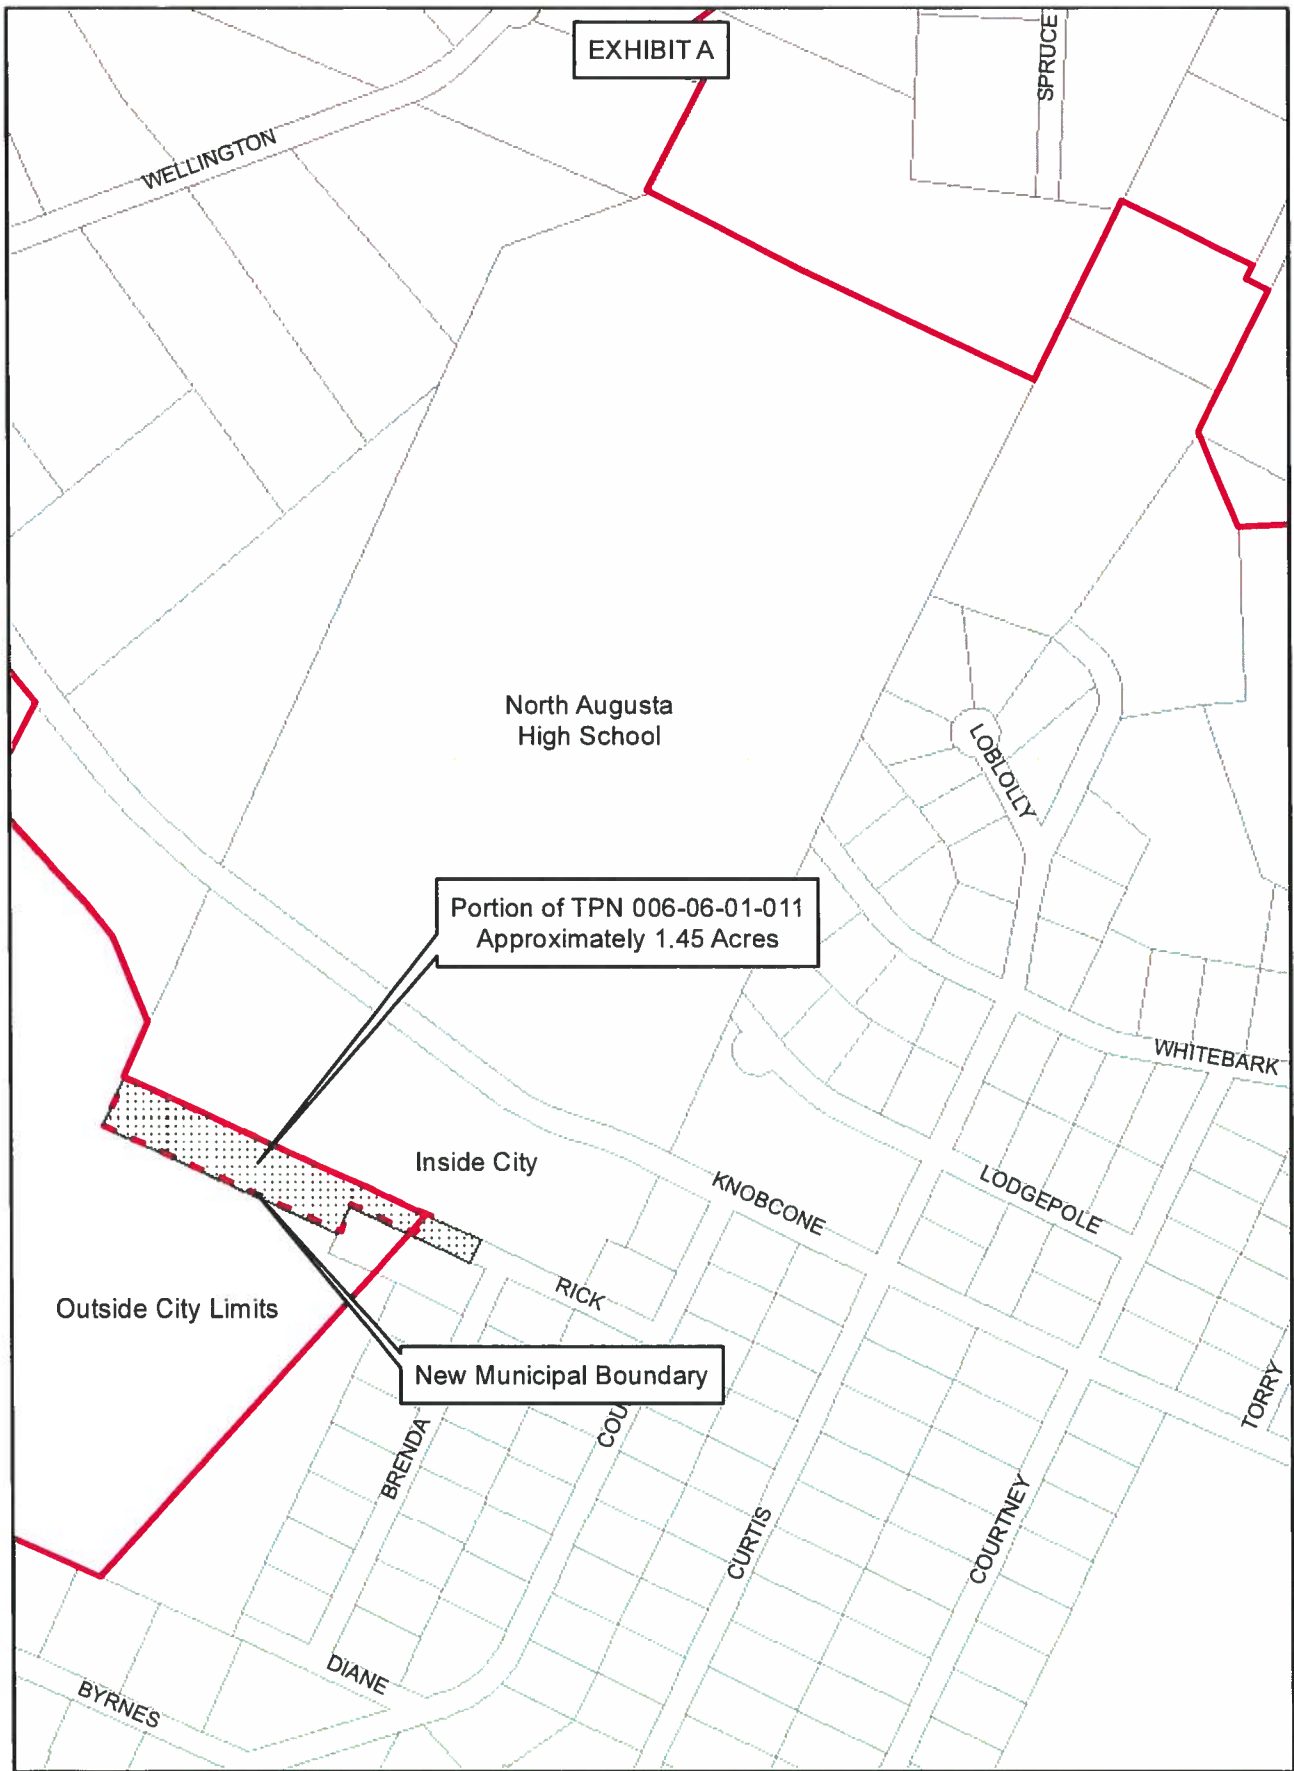 EXHIBIT A
SPRUCE
WELLINGTON
North Augusta
High School
LOBLOLLY
Portion of TPN 006-06-01-011
Approximately 1.45 Acres
WHITEBARK
Inside City
KNOBCONE
LODGEPOLE
RICK
Outside City Limits
New Municipal Boundary
TORRY
BRENDA
COU
CURTIS
COURTNEY
DIANE
BYRNES